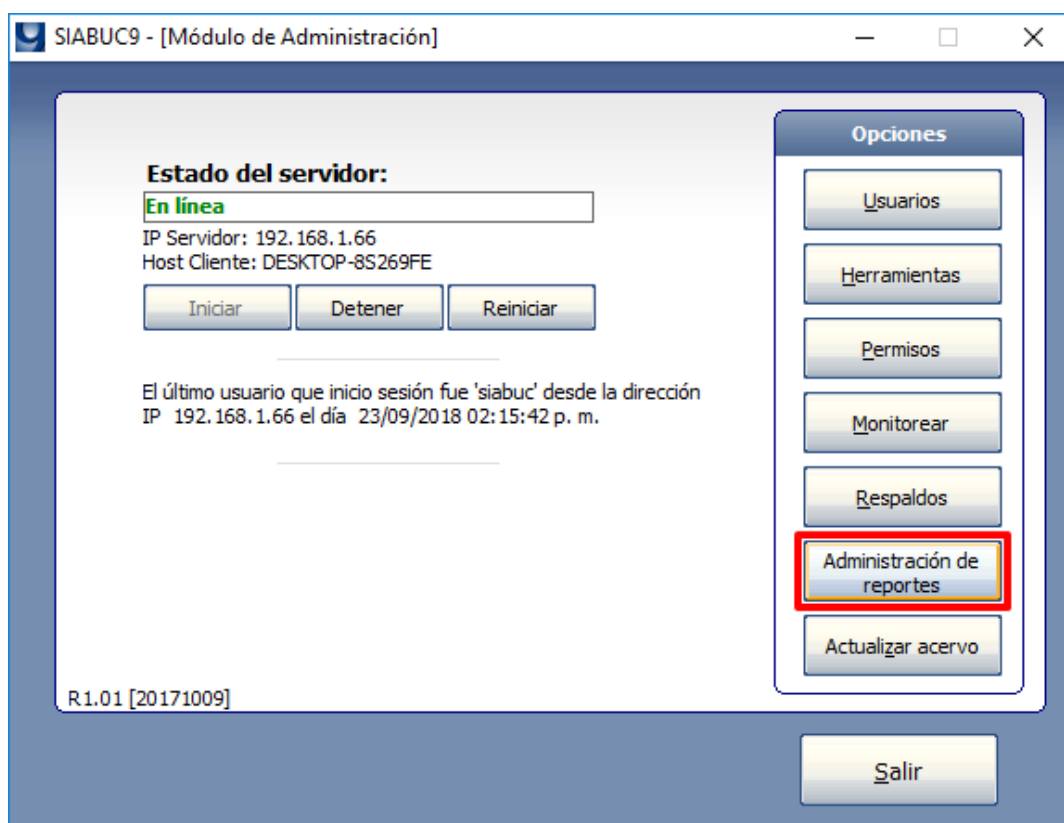 SIABUC9 - [Módulo de Administración]
Estado del servidor:
En línea
IP Servidor: 192.168.1.66
Host Cliente: DESKTOP-8S269FE
Iniciar
Detener
Reiniciar
El último usuario que inicio sesión fue 'siabuc' desde la dirección
IP 192.168.1.66 el día 23/09/2018 02:15:42 p. m.
R1.01 [20171009]
Opciones
Usuarios
Herramientas
Permisos
Monitorear
Respaldos
Administración de
reportes
Actualizar acervo
Salir